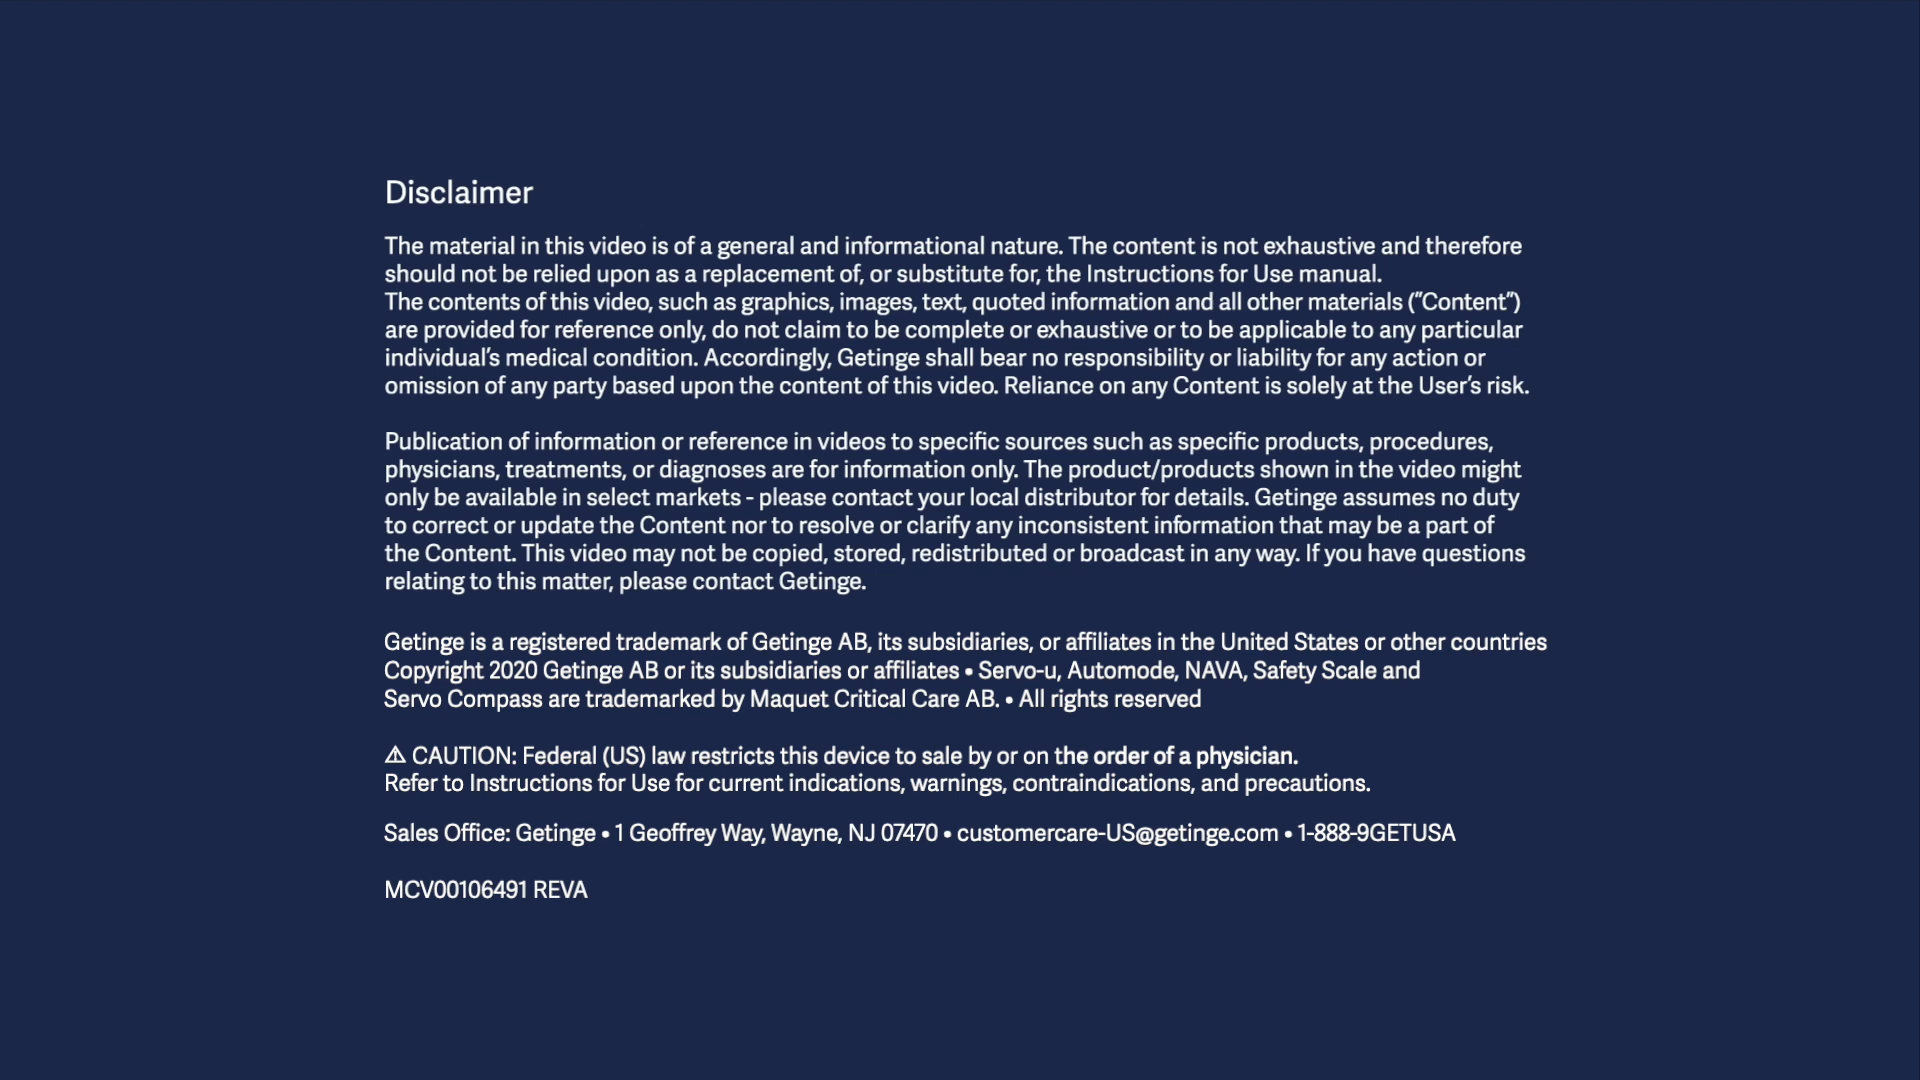 Disclaimer
The material in this video is of a general and informational nature. The content is not exhaustive and therefore
should not be relied upon as a replacement of, or substitute for, the Instructions for Use manual.
The contents of this video, such as graphics, images, text, quoted information and all other materials (“Content”)
are provided for reference only, do not claim to be complete or exhaustive or to be applicable to any particular
individual’s medical condition. Accordingly, Getinge shall bear no responsibility or liability for any action or
omission of any party based upon the content of this video. Reliance on any Content is solely at the User’s risk.
Publication of information or reference in videos to specific sources such as specific products, procedures,
physicians, treatments, or diagnoses are for information only. The product/products shown in the video might
only be available in select markets - please contact your local distributor for details. Getinge assumes no duty
to correct or update the Content nor to resolve or clarify any inconsistent information that may be a part of
the Content. This video may not be copied, stored, redistributed or broadcast in any way. If you have questions
relating to this matter, please contact Getinge.
Getinge is a registered trademark of Getinge AB, its subsidiaries, or affiliates in the United States or other countries
Copyright 2020 Getinge AB or its subsidiaries or affiliates • Servo-u, Automode, NAVA, Safety Scale and
Servo Compass are trademarked by Maquet Critical Care AB. • All rights reserved
⚠ CAUTION: Federal (US) law restricts this device to sale by or on the order of a physician.
Refer to Instructions for Use for current indications, warnings, contraindications, and precautions.
Sales Office: Getinge • 1 Geoffrey Way, Wayne, NJ 07470 • customercare-US@getinge.com • 1-888-9GETUSA
MCV00106491 REVA